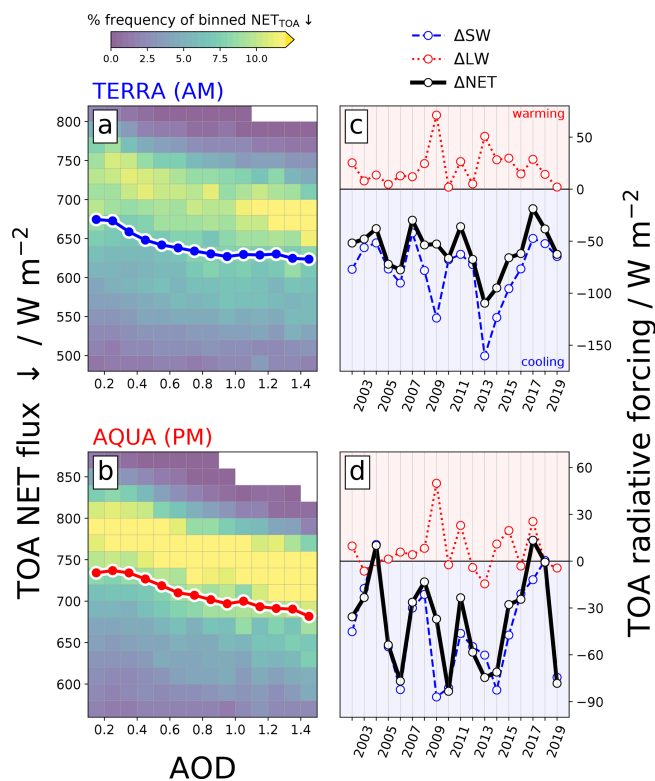 % frequency of binned NET_TOA ↓
0.0 2.5 5.0 7.5 10.0
ΔSW
ΔLW
ΔNET
TERRA (AM)
a
800
750
700
650
600
550
500
0.2 0.4 0.6 0.8 1.0 1.2 1.4
c
warming
cooling
50
0
−50
−100
−150
2003 2005 2007 2009 2011 2013 2015 2017 2019
AQUA (PM)
b
850
800
750
700
650
600
0.2 0.4 0.6 0.8 1.0 1.2 1.4
d
60
30
0
−30
−60
−90
2003 2005 2007 2009 2011 2013 2015 2017 2019
TOA NET flux ↓ / W m⁻²
AOD
TOA radiative forcing / W m⁻²